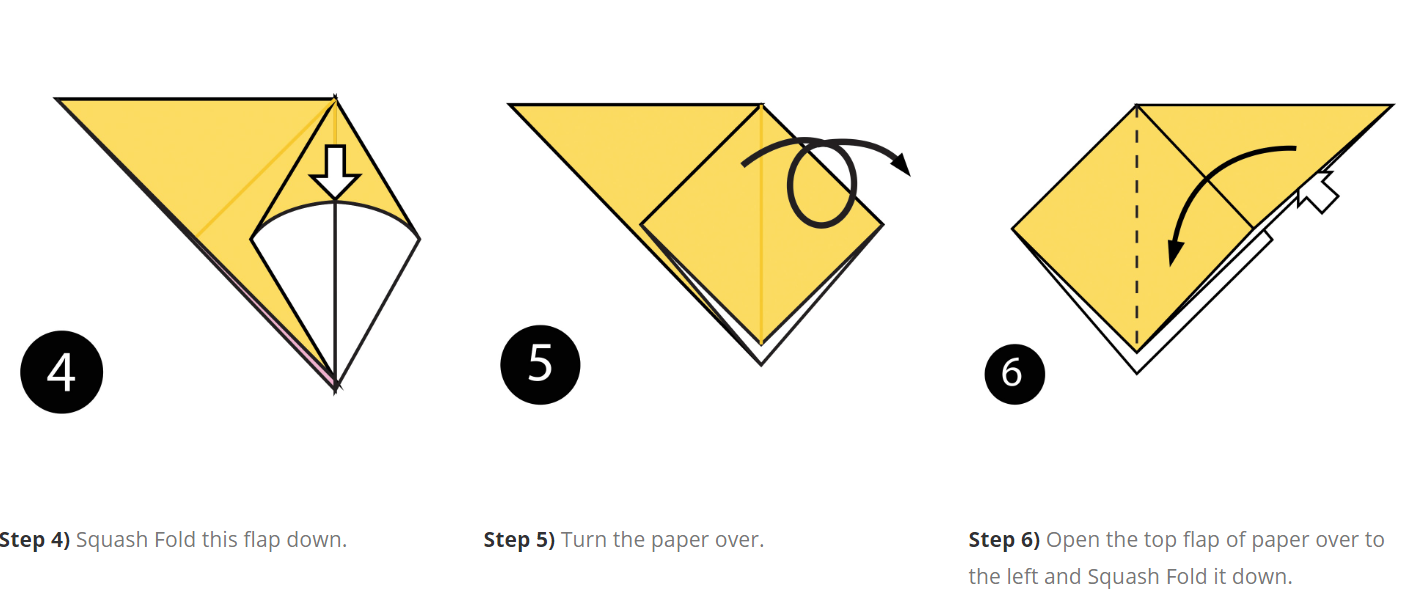 4
5
6
Step 4) Squash Fold this flap down.
Step 5) Turn the paper over.
Step 6) Open the top flap of paper over to
the left and Squash Fold it down.